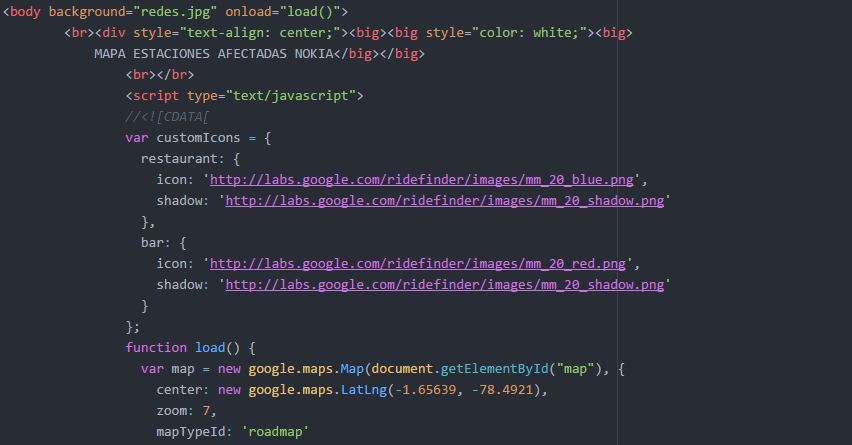 <body background="redes.jpg" onload="load()">
<br><div style="text-align: center;"><big><big style="color: white;"><big>
MAPA ESTACIONES AFECTADAS NOKIA</big></big>
<br></br>
<script type="text/javascript">
//<![CDATA[
var customIcons = {
restaurant: {
icon: 'http://labs.google.com/ridefinder/images/mm_20_blue.png',
shadow: 'http://labs.google.com/ridefinder/images/mm_20_shadow.png'
},
bar: {
icon: 'http://labs.google.com/ridefinder/images/mm_20_red.png',
shadow: 'http://labs.google.com/ridefinder/images/mm_20_shadow.png'
}
};
function load() {
var map = new google.maps.Map(document.getElementById("map"), {
center: new google.maps.LatLng(-1.65639, -78.4921),
zoom: 7,
mapTypeId: 'roadmap'